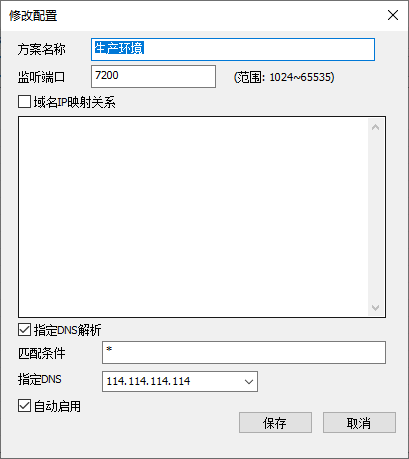 修改配置
方案名称 生产环境
监听端口 7200 (范围: 1024~65535)
域名IP映射关系
指定DNS解析
匹配条件 *
指定DNS 114.114.114.114
自动启用
保存 取消